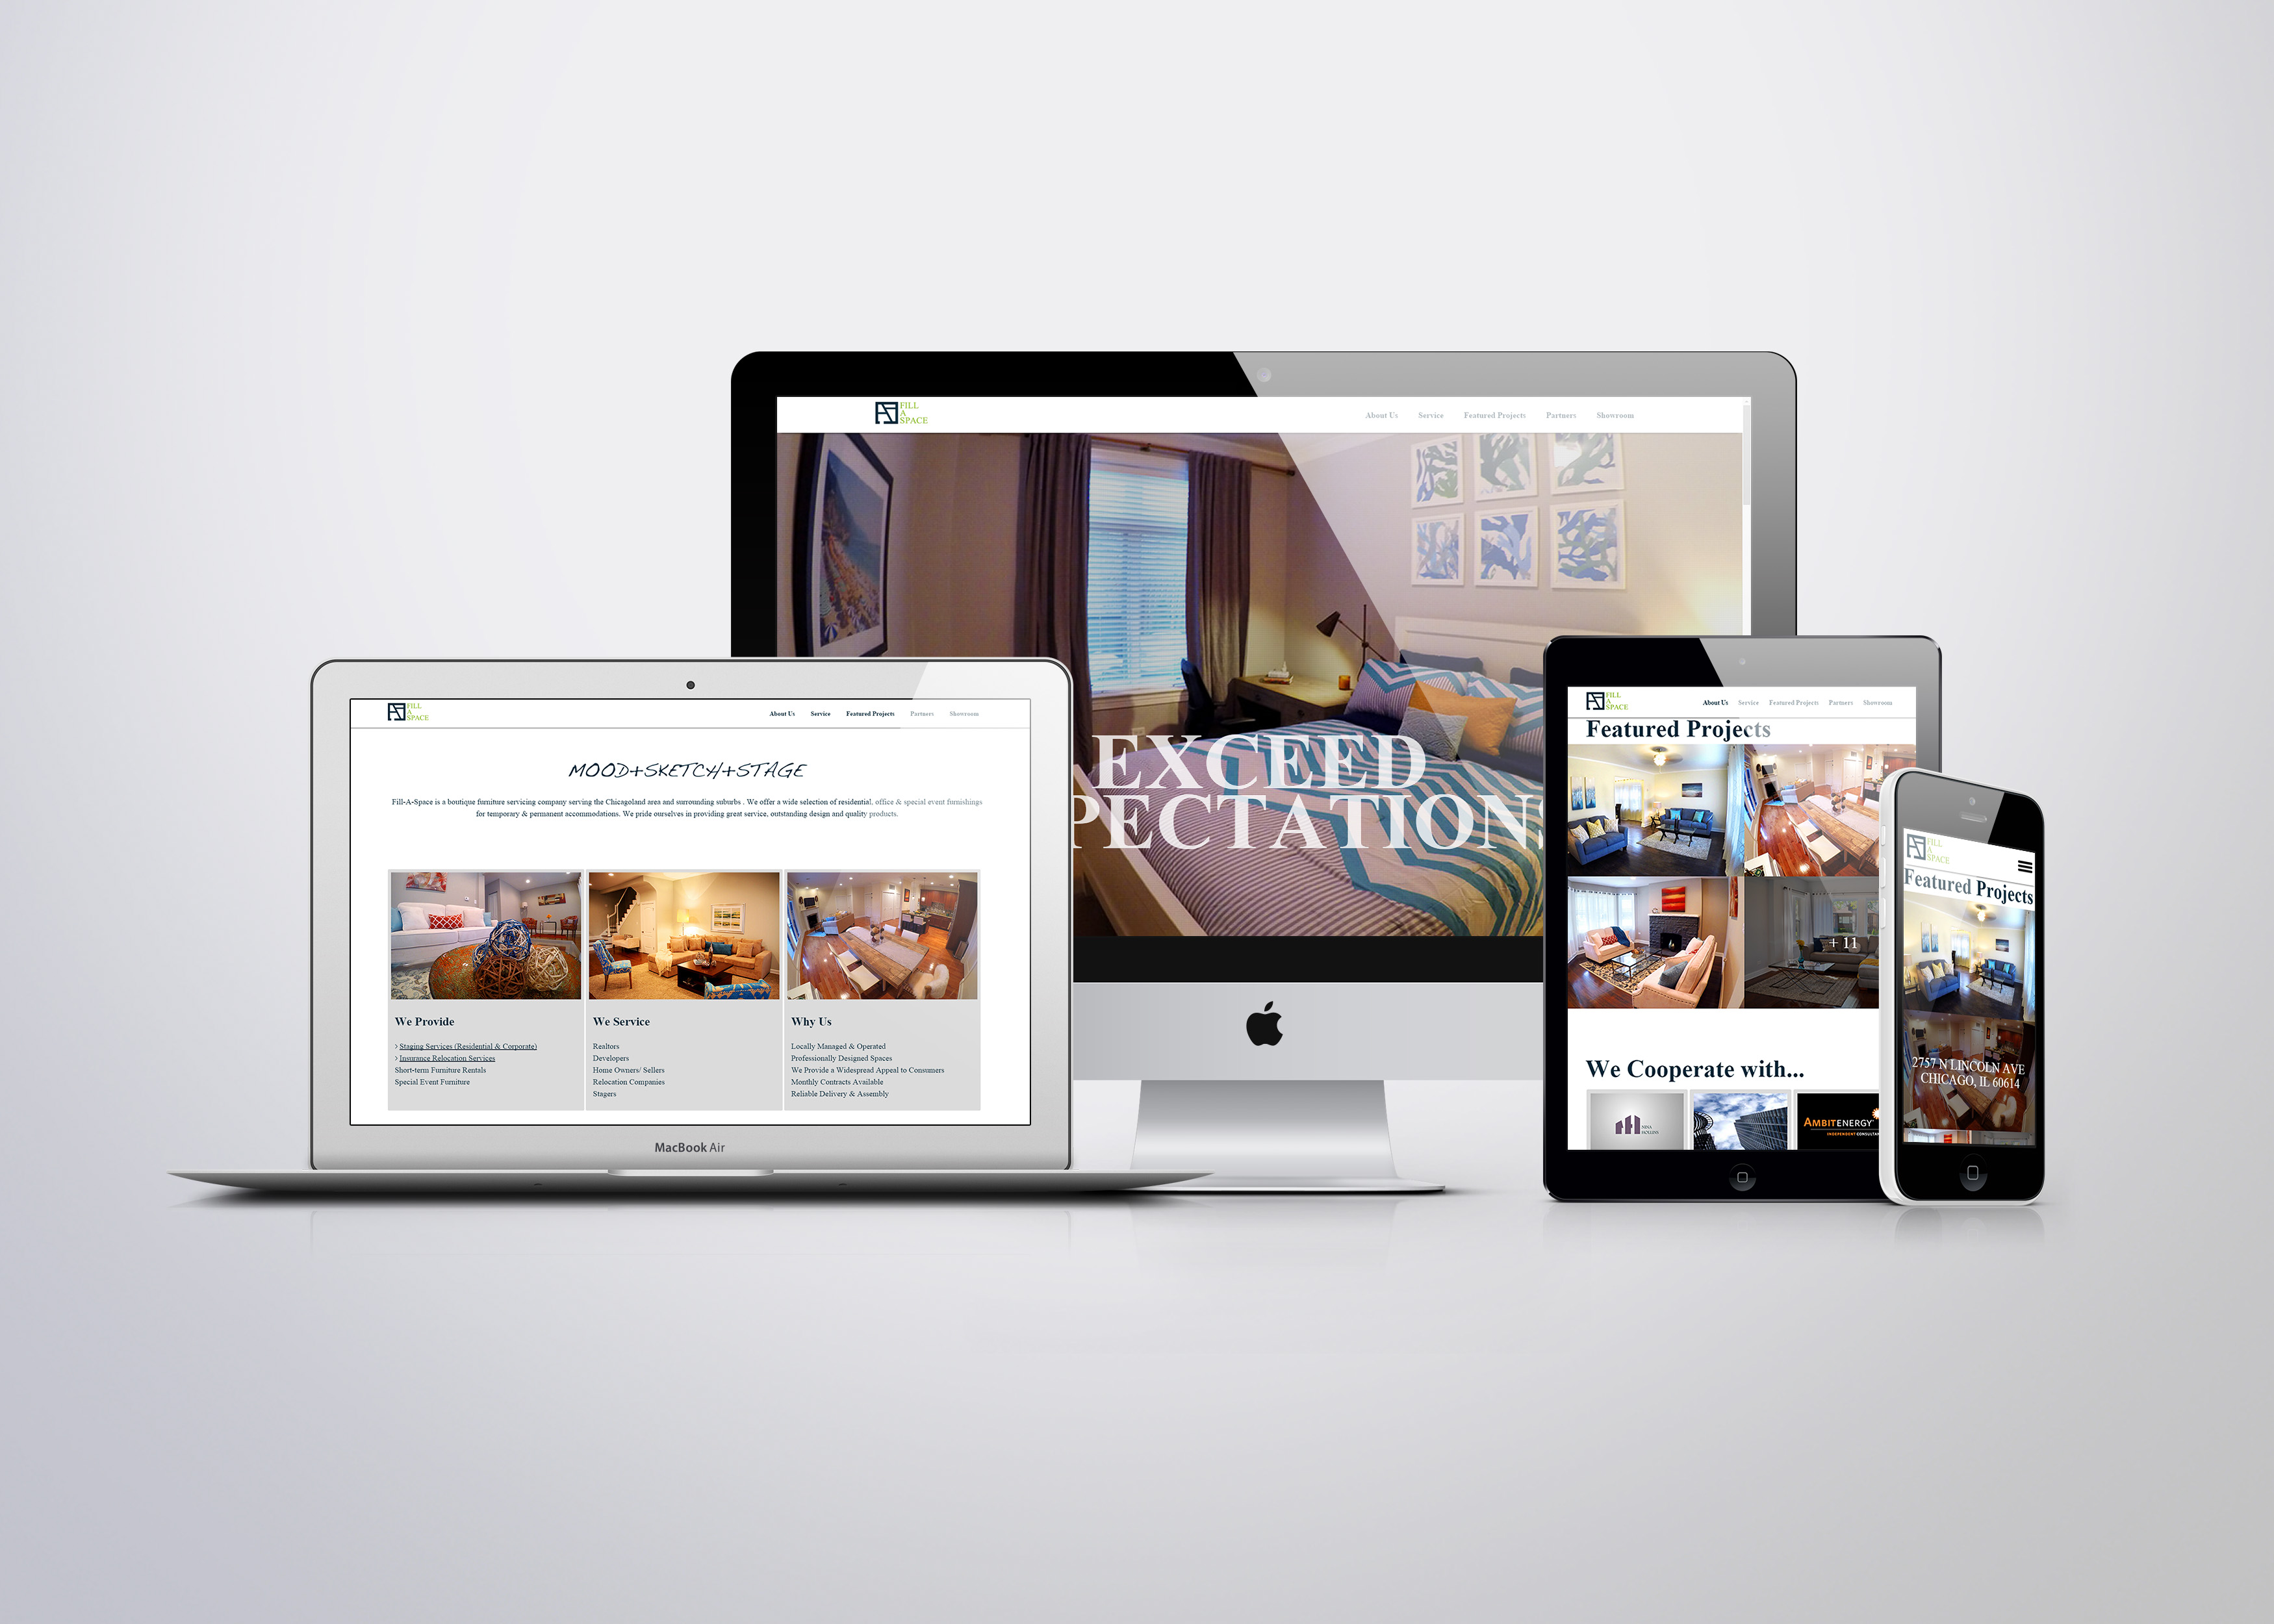 FILL
A
SPACE
About Us Service Featured Projects Partners Showroom
EXCEED
PECTATIONS
FILL
A
SPACE
About Us Service Featured Projects Partners Showroom
MOOD+SKETCH+STAGE
Fill-A-Space is a boutique furniture servicing company serving the Chicagoland area and surrounding suburbs . We offer a wide selection of residential, office & special event furnishings
for temporary & permanent accommodations. We pride ourselves in providing great service, outstanding design and quality products.
We Provide
> Staging Services (Residential & Corporate)
> Insurance Relocation Services
Short-term Furniture Rentals
Special Event Furniture
We Service
Realtors
Developers
Home Owners/ Sellers
Relocation Companies
Stagers
Why Us
Locally Managed & Operated
Professionally Designed Spaces
We Provide a Widespread Appeal to Consumers
Monthly Contracts Available
Reliable Delivery & Assembly
MacBook Air
FILL
A
SPACE
About Us Service Featured Projects Partners Showroom
Featured Projects
+ 11
We Cooperate with...
NINA
HOLLINS
AMBITENERGY
INDEPENDENT CONSULTA
FILL
A
SPACE
Featured Projects
2757 N LINCOLN AVE
CHICAGO, IL 60614